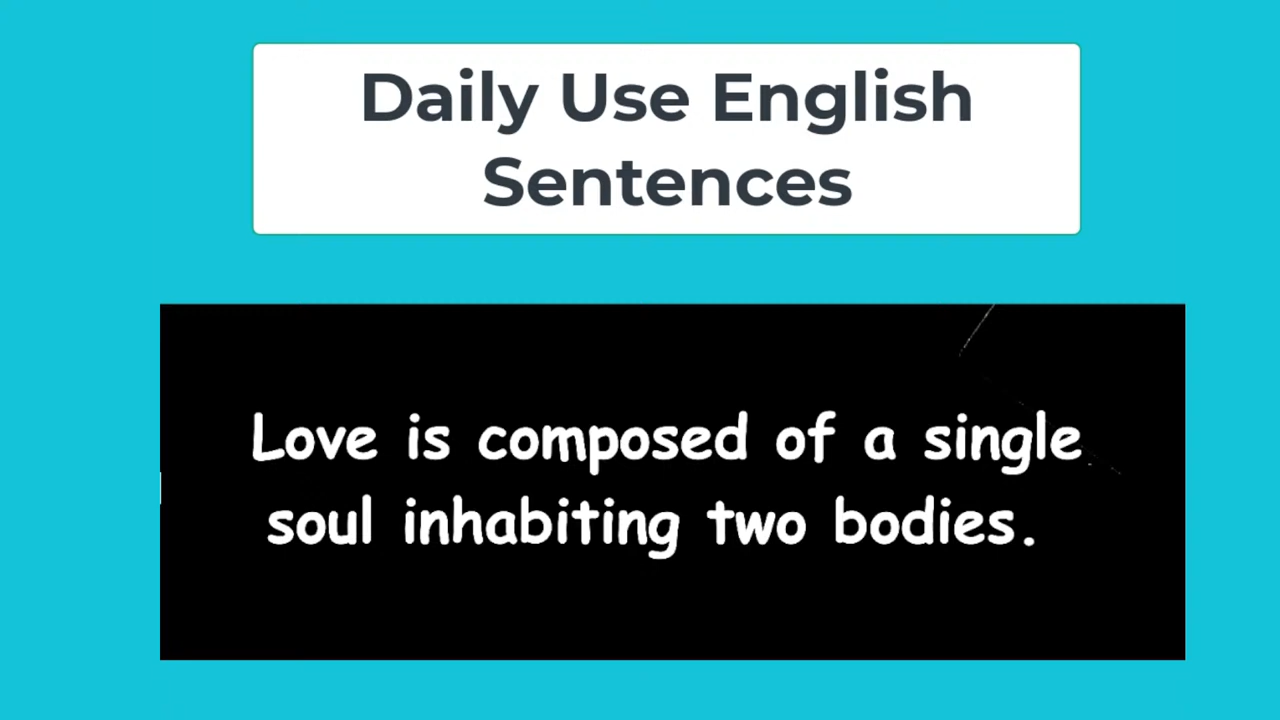 Daily Use English
Sentences
Love is composed of a single
soul inhabiting two bodies.